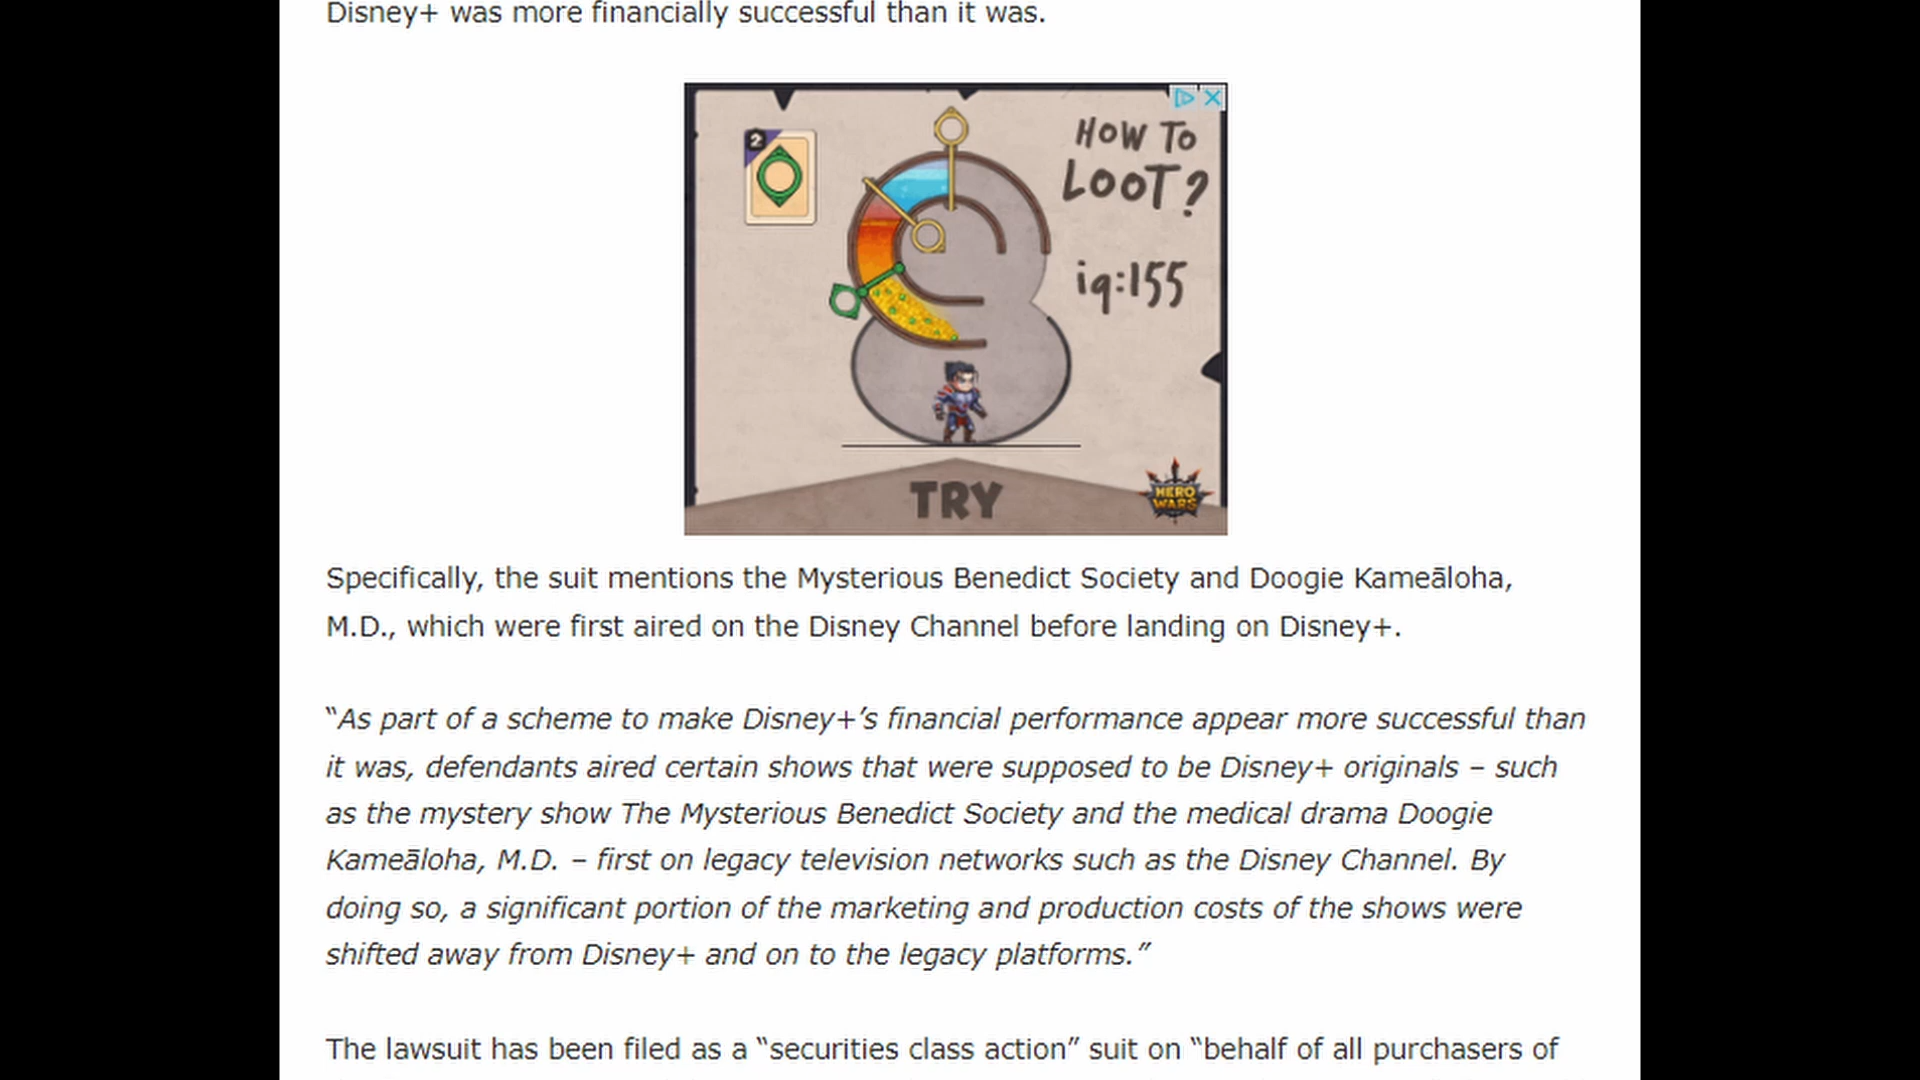 Disney+ was more financially successful than it was.
2
HOW TO
LOOT?
iq:155
TRY
HERO
WARS
Specifically, the suit mentions the Mysterious Benedict Society and Doogie Kameāloha,
M.D., which were first aired on the Disney Channel before landing on Disney+.
“As part of a scheme to make Disney+’s financial performance appear more successful than
it was, defendants aired certain shows that were supposed to be Disney+ originals – such
as the mystery show The Mysterious Benedict Society and the medical drama Doogie
Kameāloha, M.D. – first on legacy television networks such as the Disney Channel. By
doing so, a significant portion of the marketing and production costs of the shows were
shifted away from Disney+ and on to the legacy platforms.”
The lawsuit has been filed as a “securities class action” suit on “behalf of all purchasers of